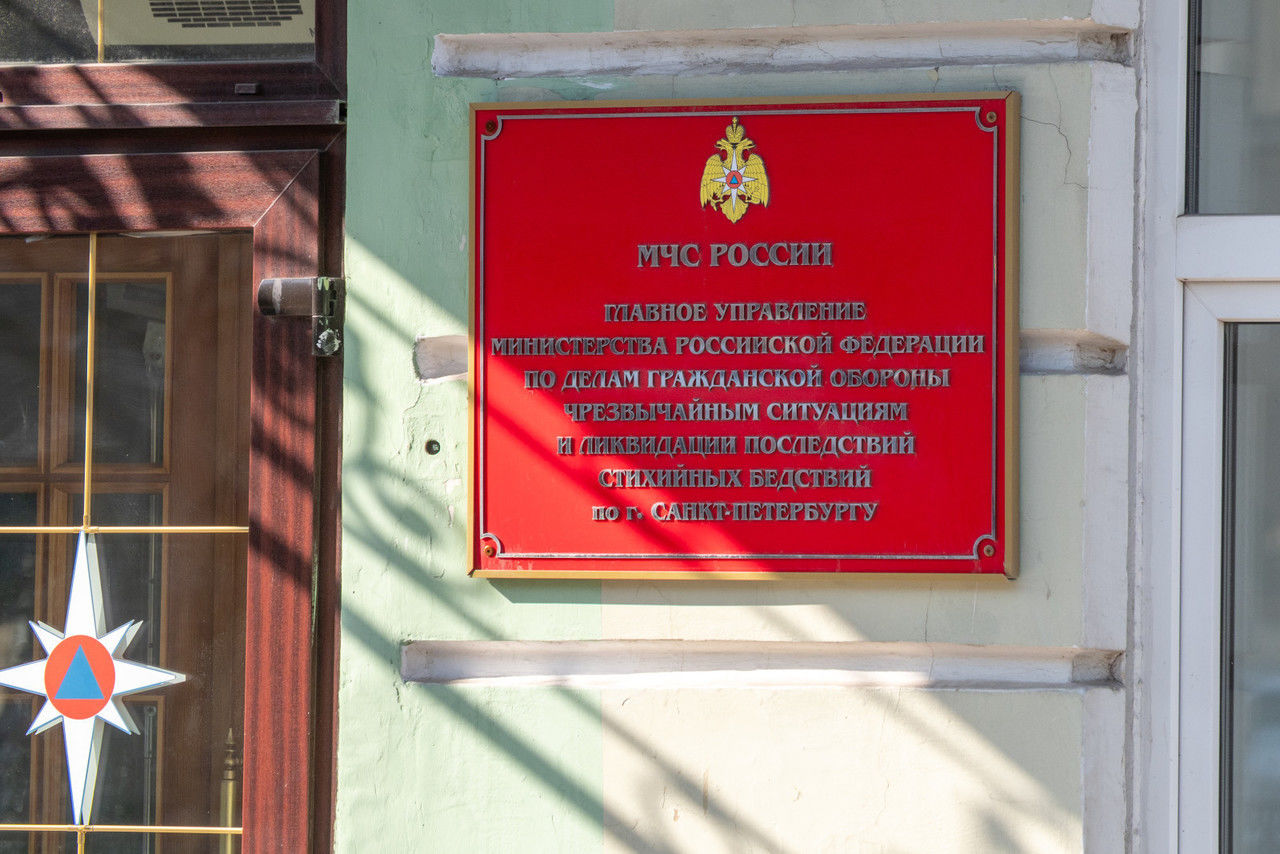 МЧС РОССИИ
ГЛАВНОЕ УПРАВЛЕНИЕ
МИНИСТЕРСТВА РОССИЙСКОЙ ФЕДЕРАЦИИ
ПО ДЕЛАМ ГРАЖДАНСКОЙ ОБОРОНЫ
ЧРЕЗВЫЧАЙНЫМ СИТУАЦИЯМ
И ЛИКВИДАЦИИ ПОСЛЕДСТВИЙ
СТИХИЙНЫХ БЕДСТВИЙ
по г. САНКТ-ПЕТЕРБУРГУ